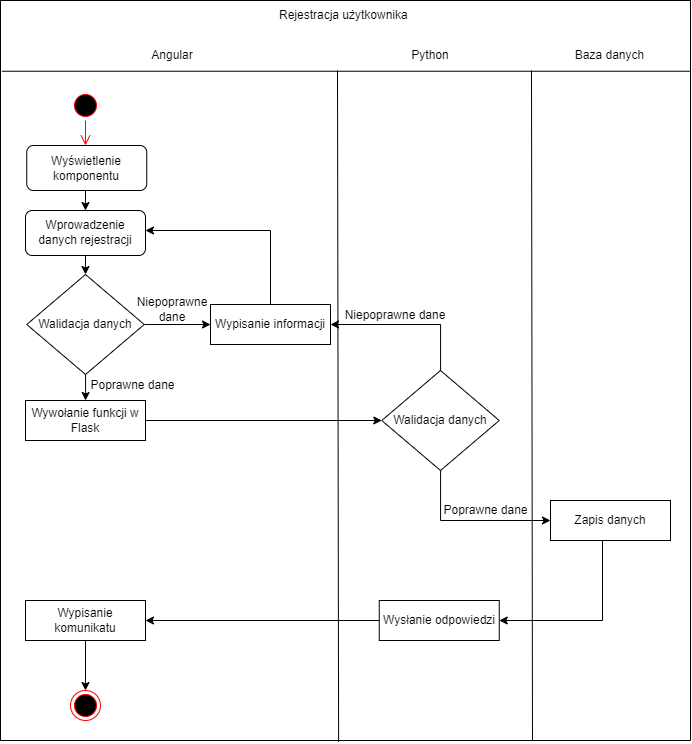 Rejestracja użytkownika
Angular
Python
Baza danych
Wyświetlenie
komponentu
Wprowadzenie
danych rejestracji
Walidacja danych
Niepoprawne
dane
Wypisanie informacji
Niepoprawne dane
Poprawne dane
Wywołanie funkcji w
Flask
Walidacja danych
Poprawne dane
Zapis danych
Wypisanie
komunikatu
Wysłanie odpowiedzi